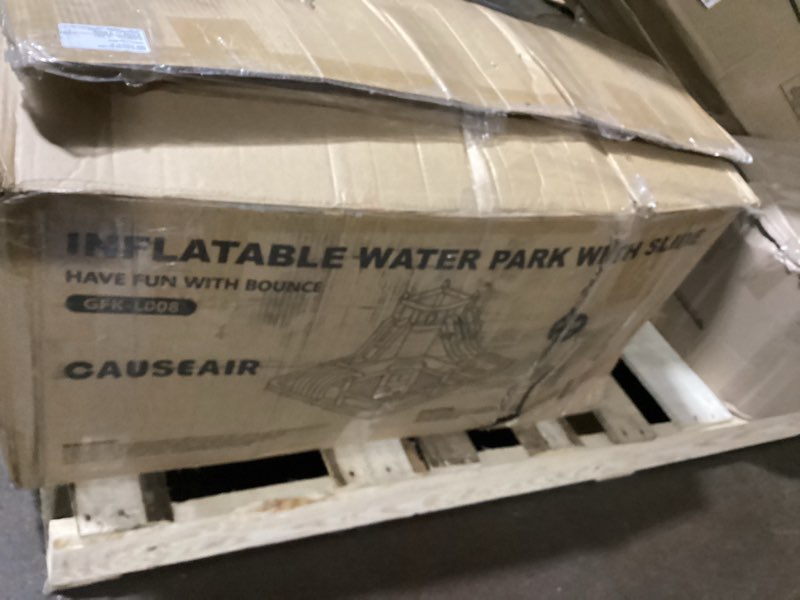 INFLATABLE WATER PARK WITH SLIDE
HAVE FUN WITH BOUNCE
GFK-L008
CAUSEAIR